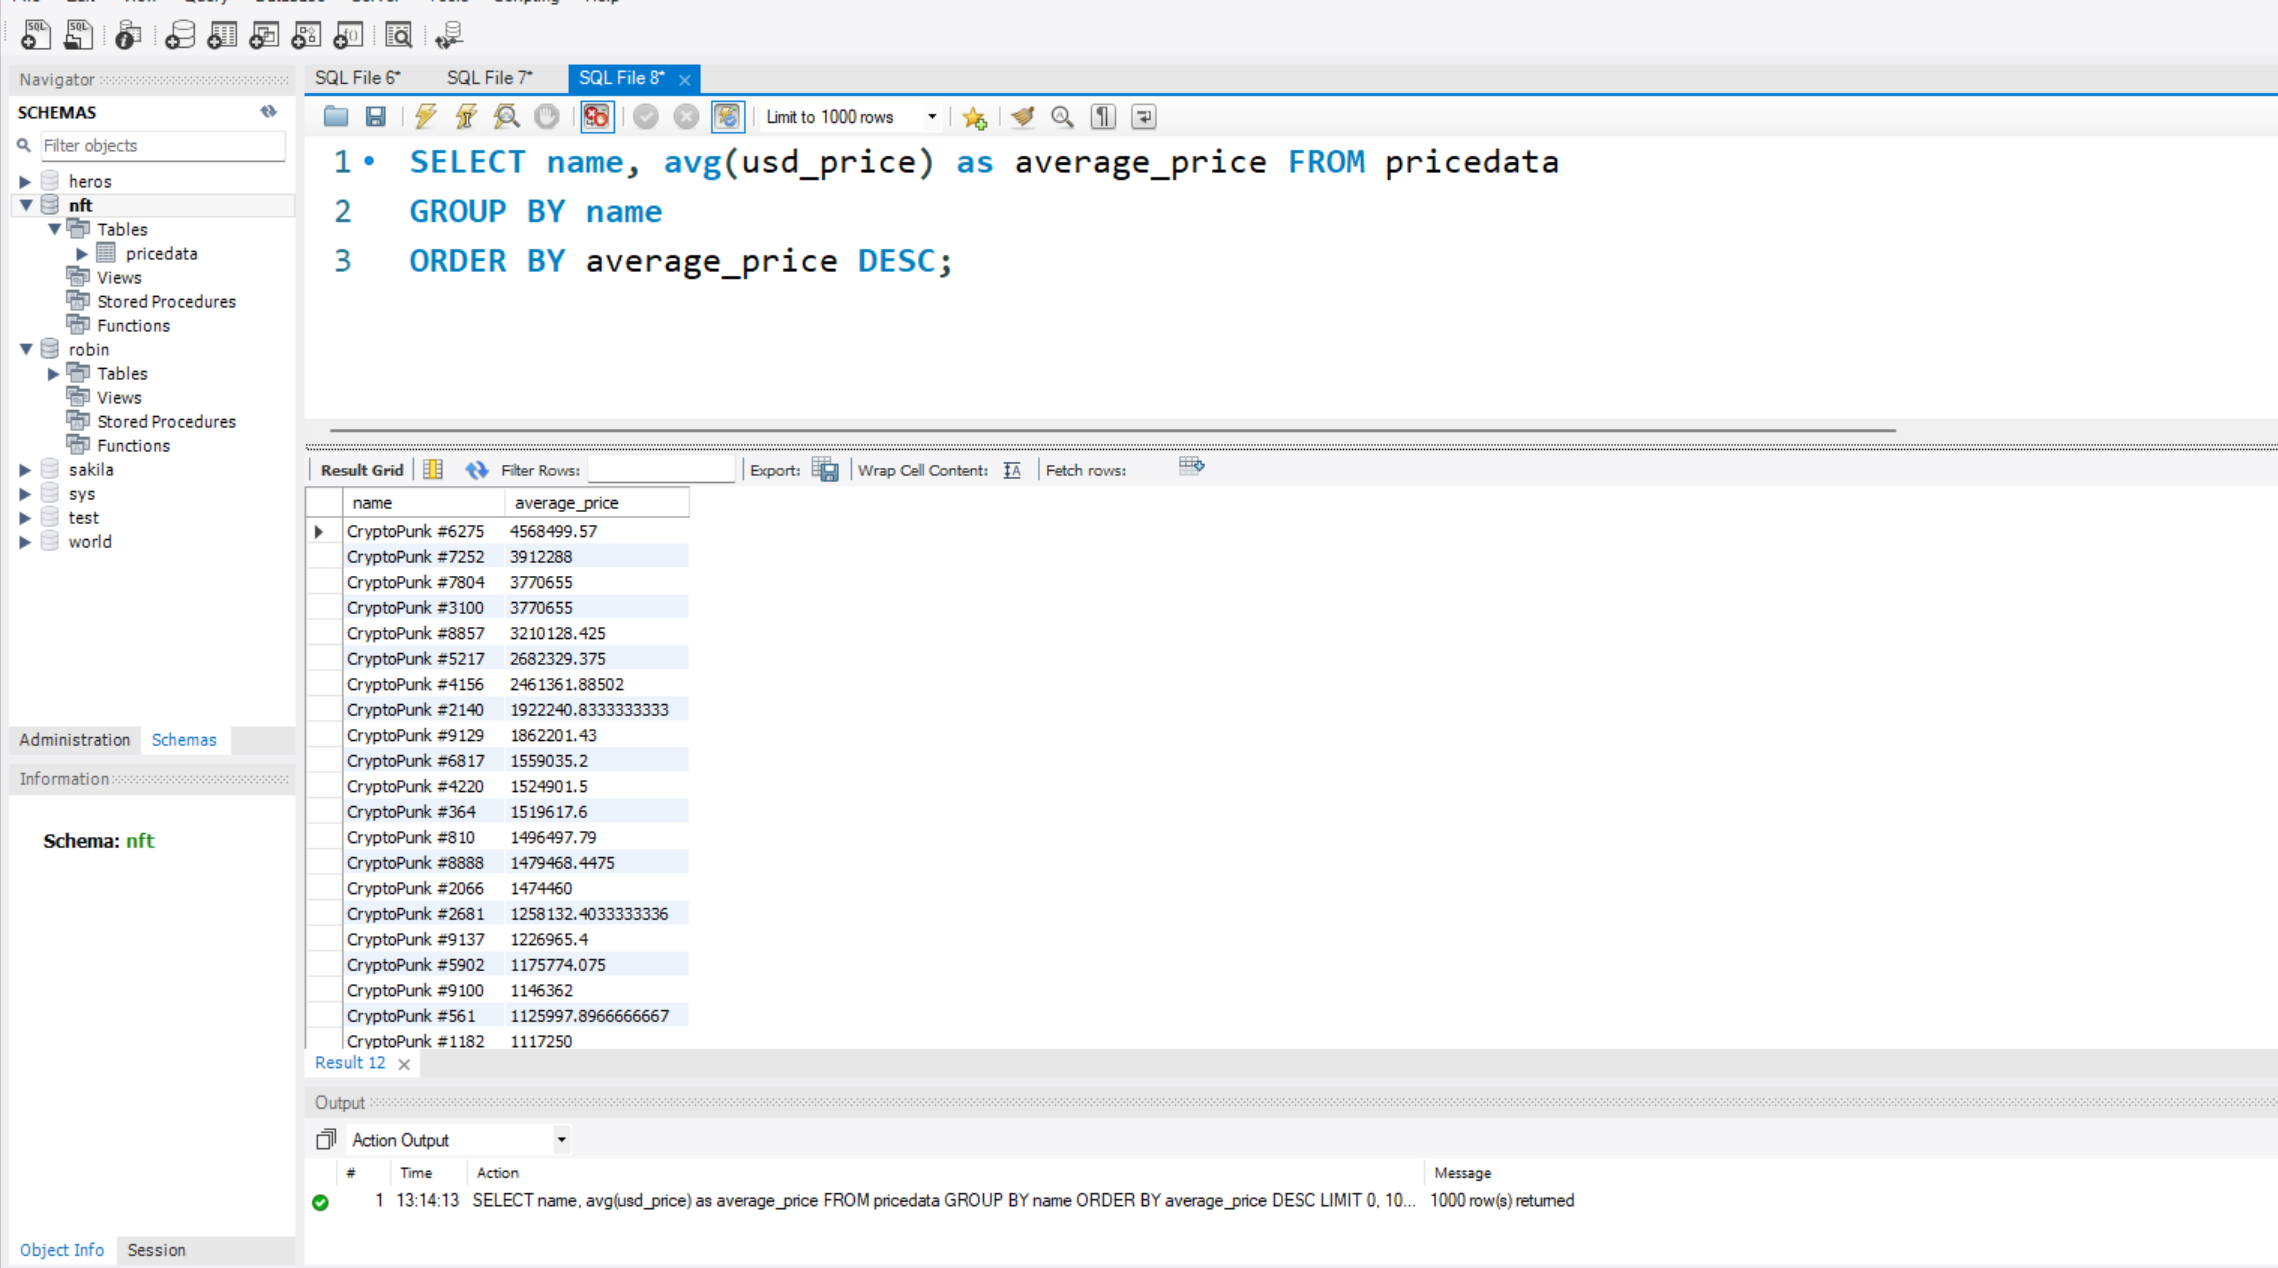 File Edit View Query Database Server Tools Scripting Help
Navigator
SCHEMAS
Filter objects
heros
nft
Tables
pricedata
Views
Stored Procedures
Functions
robin
Tables
Views
Stored Procedures
Functions
sakila
sys
test
world
Administration Schemas
Information
Schema: nft
Object Info Session
SQL File 6* SQL File 7* SQL File 8*
Limit to 1000 rows
1 SELECT name, avg(usd_price) as average_price FROM pricedata
2 GROUP BY name
3 ORDER BY average_price DESC;
Result Grid Filter Rows: Export: Wrap Cell Content: Fetch rows:
name average_price
CryptoPunk #6275 4568499.57
CryptoPunk #7252 3912288
CryptoPunk #7804 3770655
CryptoPunk #3100 3770655
CryptoPunk #8857 3210128.425
CryptoPunk #5217 2682329.375
CryptoPunk #4156 2461361.88502
CryptoPunk #2140 1922240.8333333333
CryptoPunk #9129 1862201.43
CryptoPunk #6817 1559035.2
CryptoPunk #4220 1524901.5
CryptoPunk #364 1519617.6
CryptoPunk #810 1496497.79
CryptoPunk #8888 1479468.4475
CryptoPunk #2066 1474460
CryptoPunk #2681 1258132.4033333336
CryptoPunk #9137 1226965.4
CryptoPunk #5902 1175774.075
CryptoPunk #9100 1146362
CryptoPunk #561 1125997.8966666667
CryptoPunk #1182 1117250
Result 12
Output
Action Output
# Time Action Message
1 13:14:13 SELECT name, avg(usd_price) as average_price FROM pricedata GROUP BY name ORDER BY average_price DESC LIMIT 0, 10... 1000 row(s) returned